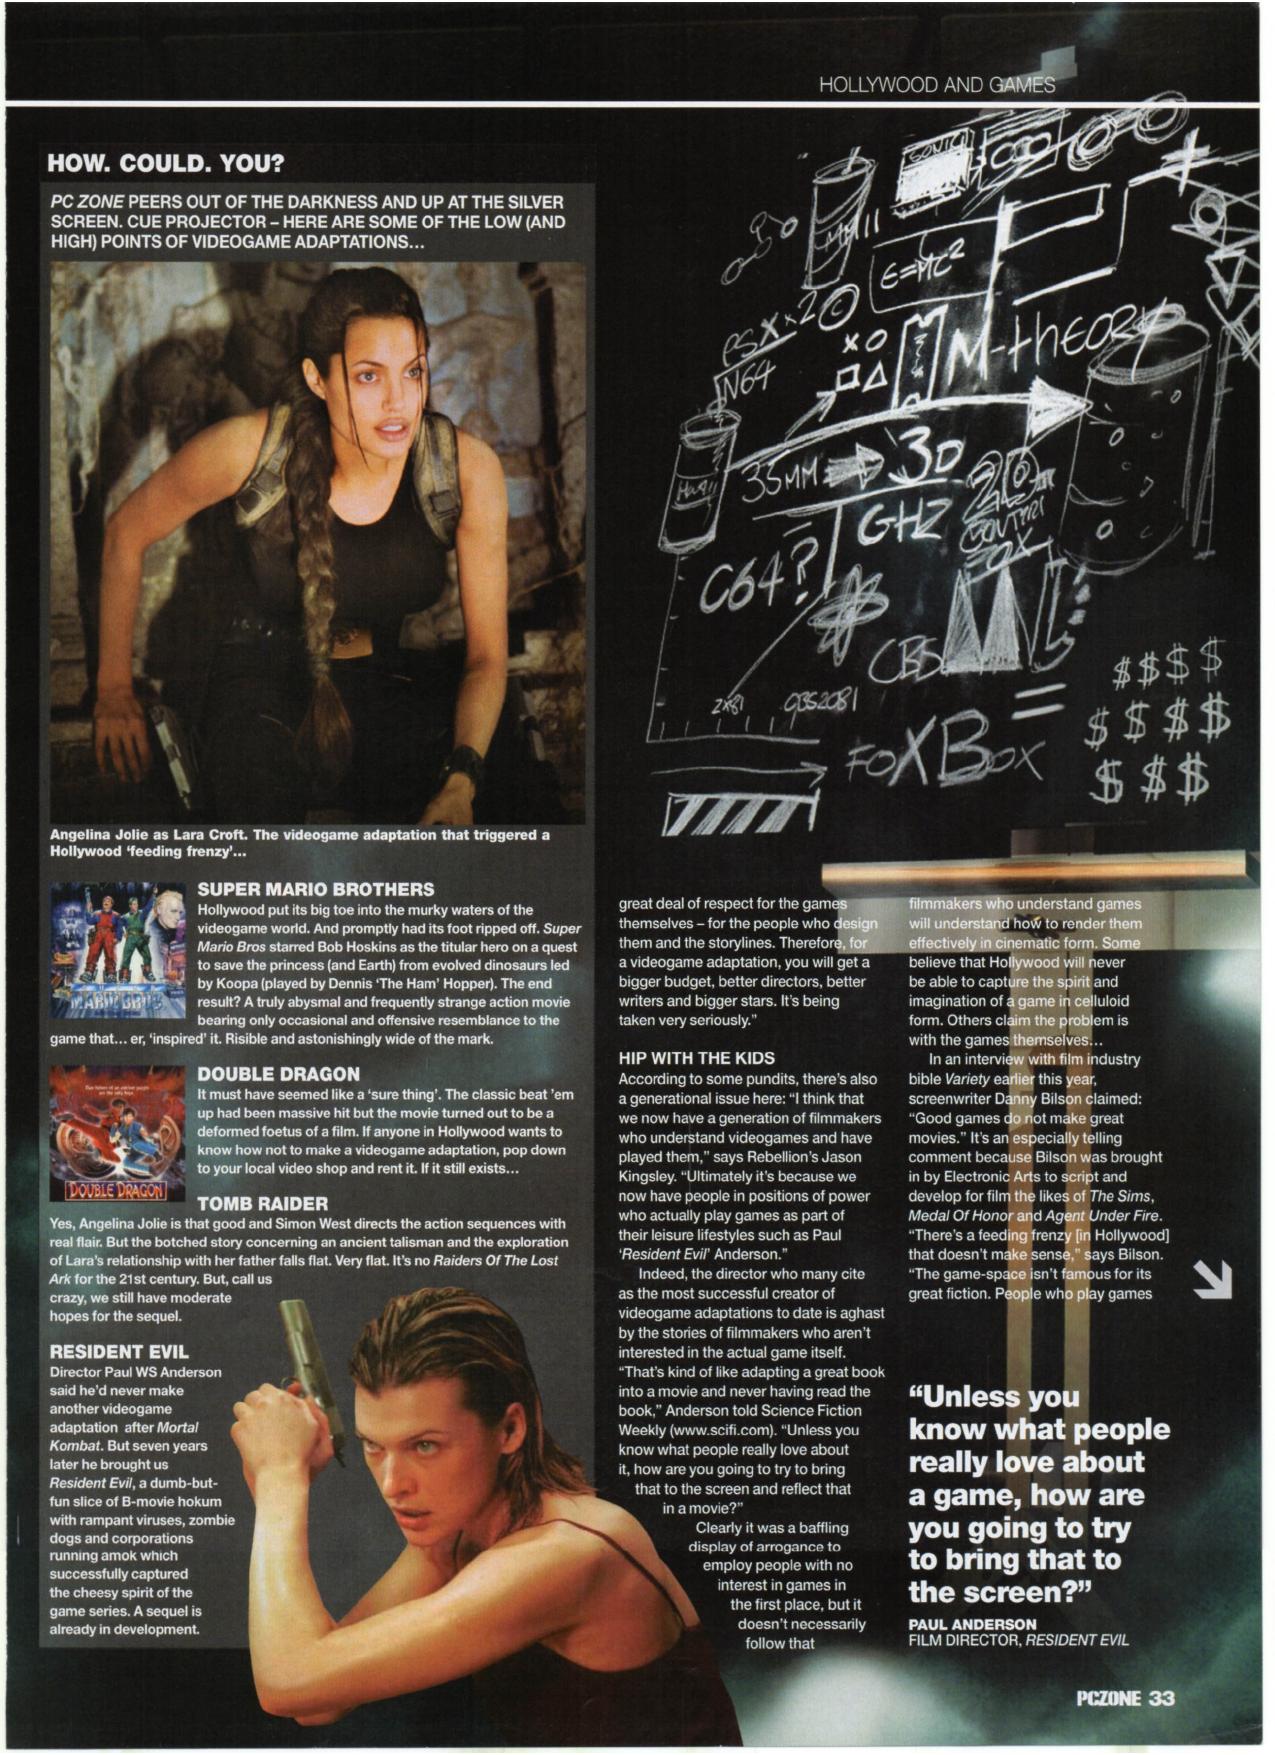 HOLLYWOOD AND GAMES
HOW. COULD. YOU?
PC ZONE PEERS OUT OF THE DARKNESS AND UP AT THE SILVER
SCREEN. CUE PROJECTOR – HERE ARE SOME OF THE LOW (AND
HIGH) POINTS OF VIDEOGAME ADAPTATIONS...
Angelina Jolie as Lara Croft. The videogame adaptation that triggered a
Hollywood ‘feeding frenzy’...
SUPER MARIO BROTHERS
Hollywood put its big toe into the murky waters of the
videogame world. And promptly had its foot ripped off. Super
Mario Bros starred Bob Hoskins as the titular hero on a quest
to save the princess (and Earth) from evolved dinosaurs led
by Koopa (played by Dennis ‘The Ham’ Hopper). The end
result? A truly abysmal and frequently strange action movie
bearing only occasional and offensive resemblance to the
game that... er, ‘inspired’ it. Risible and astonishingly wide of the mark.
DOUBLE DRAGON
DOUBLE DRAGON
It must have seemed like a ‘sure thing’. The classic beat ’em
up had been massive hit but the movie turned out to be a
deformed foetus of a film. If anyone in Hollywood wants to
know how not to make a videogame adaptation, pop down
to your local video shop and rent it. If it still exists...
TOMB RAIDER
Yes, Angelina Jolie is that good and Simon West directs the action sequences with
real flair. But the botched story concerning an ancient talisman and the exploration
of Lara’s relationship with her father falls flat. Very flat. It’s no Raiders Of The Lost
Ark for the 21st century. But, call us
crazy, we still have moderate
hopes for the sequel.
RESIDENT EVIL
Director Paul WS Anderson
said he’d never make
another videogame
adaptation after Mortal
Kombat. But seven years
later he brought us
Resident Evil, a dumb-but-
fun slice of B-movie hokum
with rampant viruses, zombie
dogs and corporations
running amok which
successfully captured
the cheesy spirit of the
game series. A sequel is
already in development.
SONIC
E=MC²
PSX x2 ©
N64
M-THEORY
35MM 3D
GHZ
C64?
CBS
ZX81
FOXBOX
=
$$$$
$$$$
$$$
great deal of respect for the games
themselves – for the people who design
them and the storylines. Therefore, for
a videogame adaptation, you will get a
bigger budget, better directors, better
writers and bigger stars. It’s being
taken very seriously.”
HIP WITH THE KIDS
According to some pundits, there’s also
a generational issue here: “I think that
we now have a generation of filmmakers
who understand videogames and have
played them,” says Rebellion’s Jason
Kingsley. “Ultimately it’s because we
now have people in positions of power
who actually play games as part of
their leisure lifestyles such as Paul
‘Resident Evil’ Anderson.”
Indeed, the director who many cite
as the most successful creator of
videogame adaptations to date is aghast
by the stories of filmmakers who aren’t
interested in the actual game itself.
“That’s kind of like adapting a great book
into a movie and never having read the
book,” Anderson told Science Fiction
Weekly (www.scifi.com). “Unless you
know what people really love about
it, how are you going to try to bring
that to the screen and reflect that
in a movie?”
Clearly it was a baffling
display of arrogance to
employ people with no
interest in games in
the first place, but it
doesn’t necessarily
follow that
filmmakers who understand games
will understand how to render them
effectively in cinematic form. Some
believe that Hollywood will never
be able to capture the spirit and
imagination of a game in celluloid
form. Others claim the problem is
with the games themselves...
In an interview with film industry
bible Variety earlier this year,
screenwriter Danny Bilson claimed:
“Good games do not make great
movies.” It’s an especially telling
comment because Bilson was brought
in by Electronic Arts to script and
develop for film the likes of The Sims,
Medal Of Honor and Agent Under Fire.
“There’s a feeding frenzy [in Hollywood]
that doesn’t make sense,” says Bilson.
“The game-space isn’t famous for its
great fiction. People who play games
“Unless you
know what people
really love about
a game, how are
you going to try
to bring that to
the screen?”
PAUL ANDERSON
FILM DIRECTOR, RESIDENT EVIL
PCZONE 33